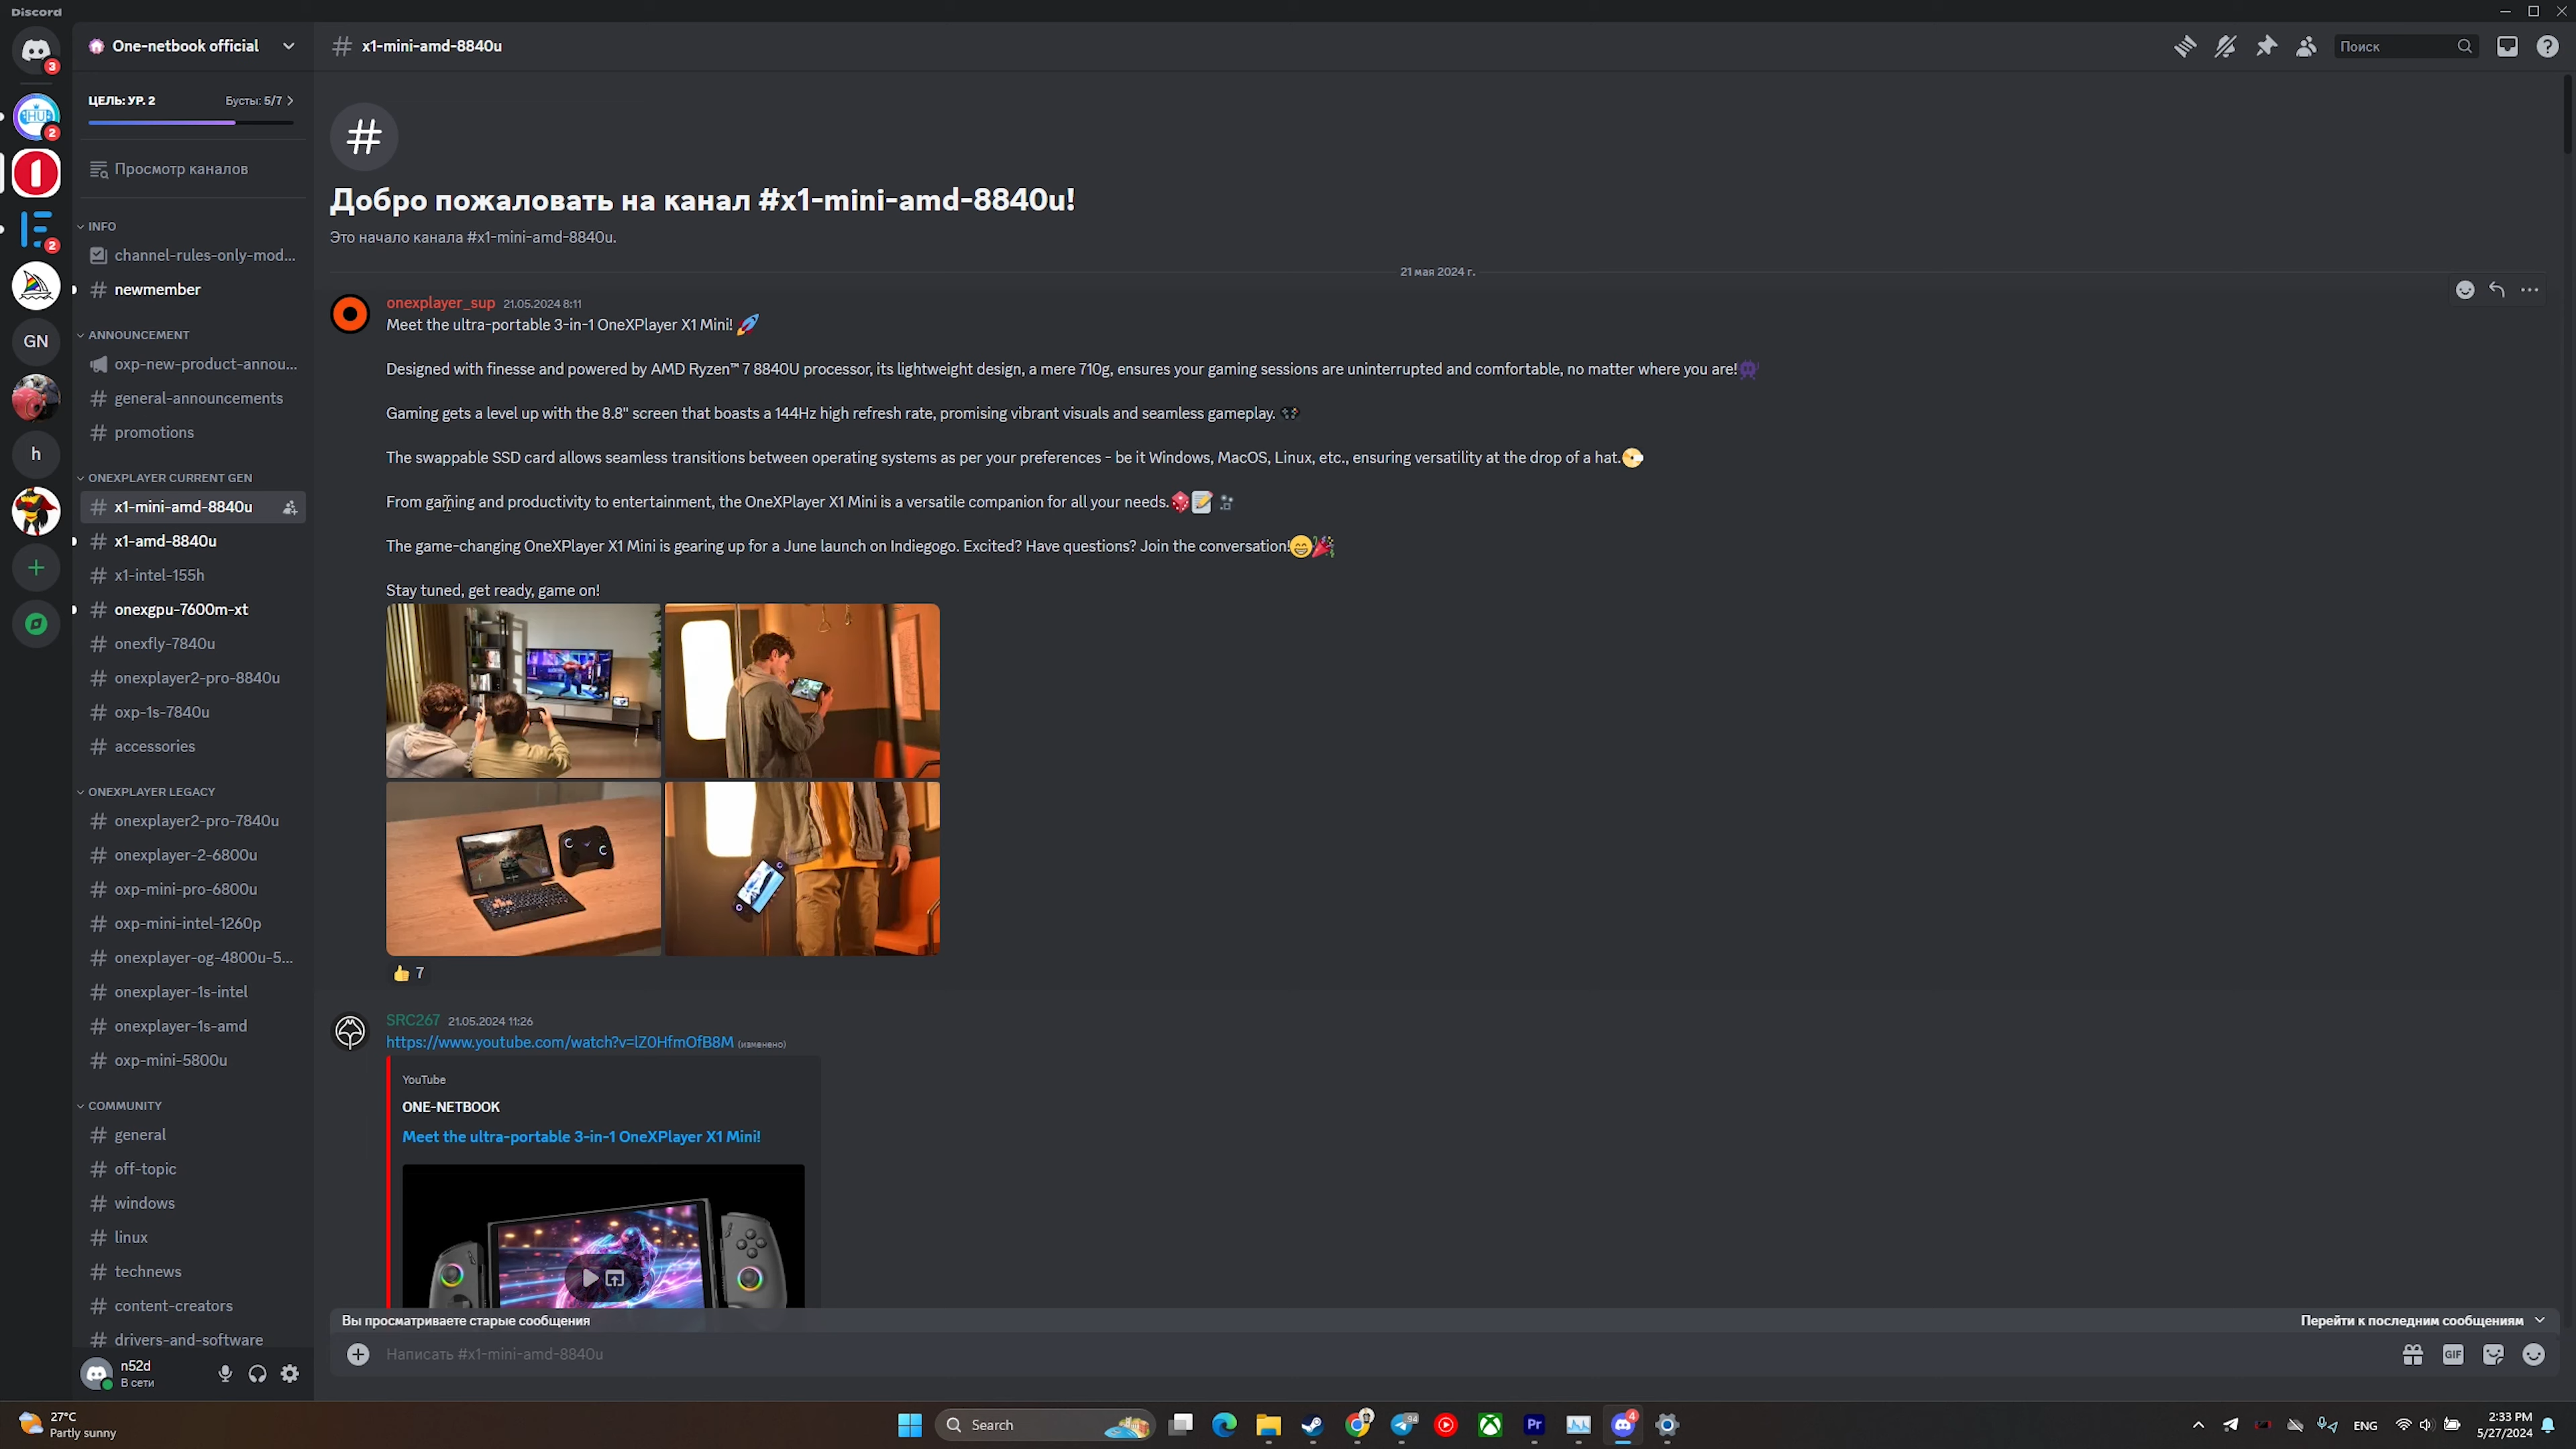 Discord
One-netbook official
# x1-mini-amd-8840u
Поиск
3
2
2
GN
h
ЦЕЛЬ: УР. 2
Бусты: 5/7
Просмотр каналов
INFO
channel-rules-only-mod...
# newmember
ANNOUNCEMENT
oxp-new-product-annou...
# general-announcements
# promotions
ONEXPLAYER CURRENT GEN
# x1-mini-amd-8840u
# x1-amd-8840u
# x1-intel-155h
# onexgpu-7600m-xt
# onexfly-7840u
# onexplayer2-pro-8840u
# oxp-1s-7840u
# accessories
ONEXPLAYER LEGACY
# onexplayer2-pro-7840u
# onexplayer-2-6800u
# oxp-mini-pro-6800u
# oxp-mini-intel-1260p
# onexplayer-og-4800u-5...
# onexplayer-1s-intel
# onexplayer-1s-amd
# oxp-mini-5800u
COMMUNITY
# general
# off-topic
# windows
# linux
# technews
# content-creators
# drivers-and-software
n52d
В сети
#
Добро пожаловать на канал #x1-mini-amd-8840u!
Это начало канала #x1-mini-amd-8840u.
21 мая 2024 г.
onexplayer_sup 21.05.2024 8:11
Meet the ultra-portable 3-in-1 OneXPlayer X1 Mini! 🚀
Designed with finesse and powered by AMD Ryzen™ 7 8840U processor, its lightweight design, a mere 710g, ensures your gaming sessions are uninterrupted and comfortable, no matter where you are!👾
Gaming gets a level up with the 8.8" screen that boasts a 144Hz high refresh rate, promising vibrant visuals and seamless gameplay. 🎮
The swappable SSD card allows seamless transitions between operating systems as per your preferences - be it Windows, MacOS, Linux, etc., ensuring versatility at the drop of a hat.
From gaming and productivity to entertainment, the OneXPlayer X1 Mini is a versatile companion for all your needs.🎲📝
The game-changing OneXPlayer X1 Mini is gearing up for a June launch on Indiegogo. Excited? Have questions? Join the conversation!😁🎉
Stay tuned, get ready, game on!
👍 7
SRC267 21.05.2024 11:26
https://www.youtube.com/watch?v=lZ0HfmOfB8M (изменено)
YouTube
ONE-NETBOOK
Meet the ultra-portable 3-in-1 OneXPlayer X1 Mini!
Вы просматриваете старые сообщения
Перейти к последним сообщениям
Написать #x1-mini-amd-8840u
GIF
27°C
Partly sunny
Search
94
Pr
4
ENG
2:33 PM
5/27/2024